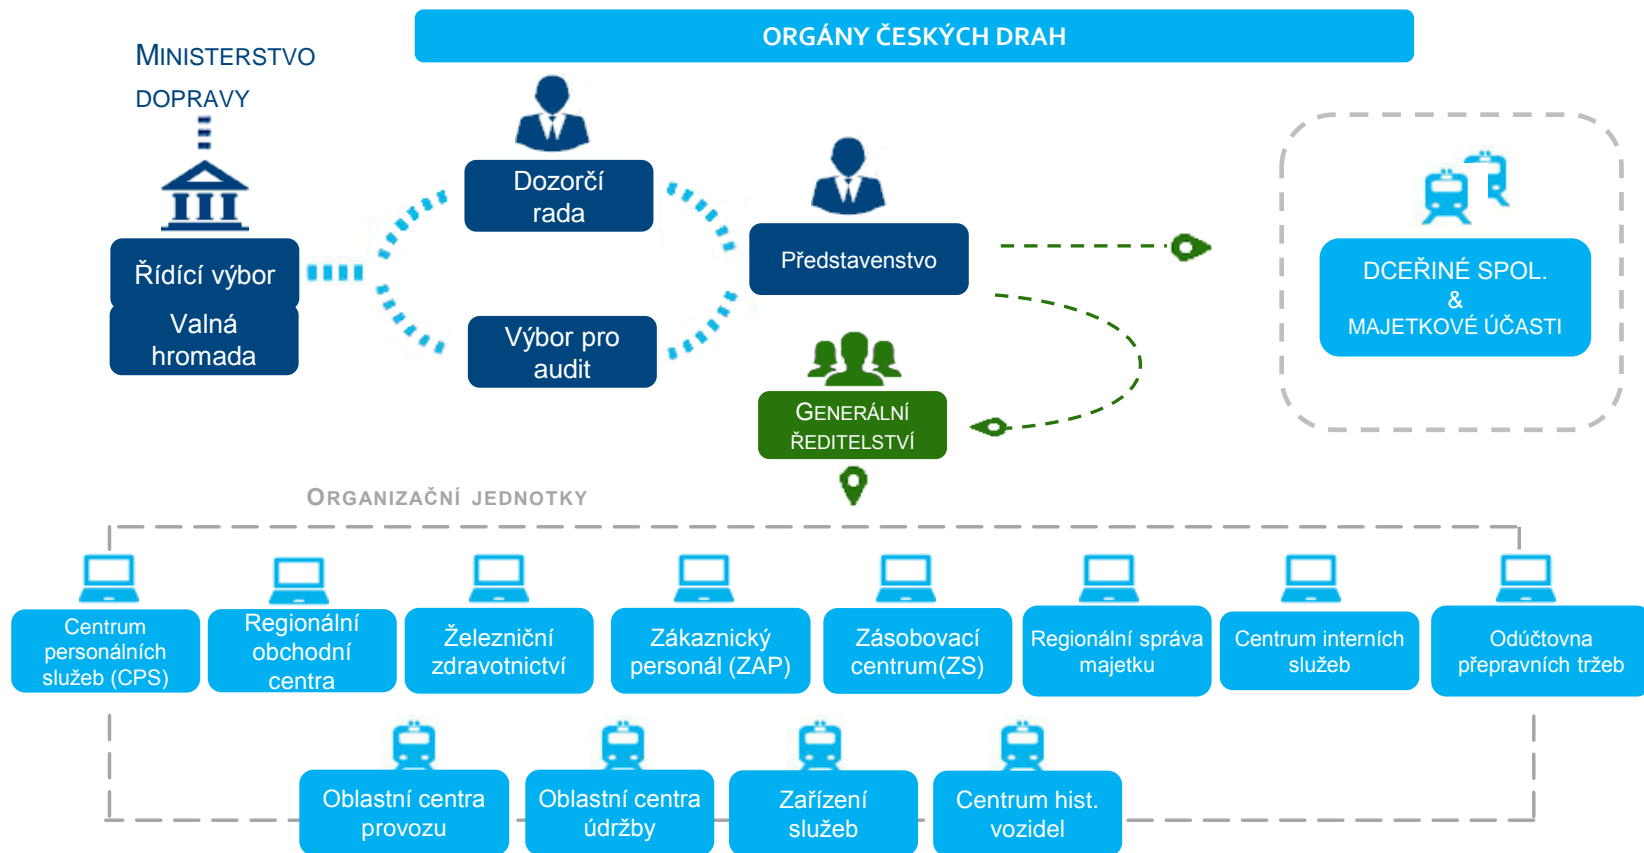 ORGÁNY ČESKÝCH DRAH
MINISTERSTVO
DOPRAVY
Dozorčí
rada
Řídící výbor
Valná
hromada
Představenstvo
Výbor pro
audit
DCEŘINÉ SPOL.
&
MAJETKOVÉ ÚČASTI
GENERÁLNÍ
ŘEDITELSTVÍ
ORGANIZAČNÍ JEDNOTKY
Centrum
personálních
služeb (CPS)
Regionální
obchodní
centra
Železniční
zdravotnictví
Zákaznický
personál (ZAP)
Zásobovací
centrum(ZS)
Regionální správa
majetku
Centrum interních
služeb
Odúčtovna
přepravních tržeb
Oblastní centra
provozu
Oblastní centra
údržby
Zařízení
služeb
Centrum hist.
vozidel